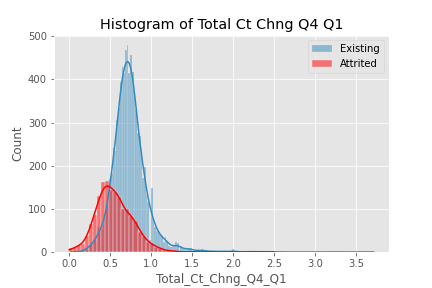 Histogram of Total Ct Chng Q4 Q1
Existing
Attrited
500
400
300
200
100
0
Count
0.0 0.5 1.0 1.5 2.0 2.5 3.0 3.5
Total_Ct_Chng_Q4_Q1